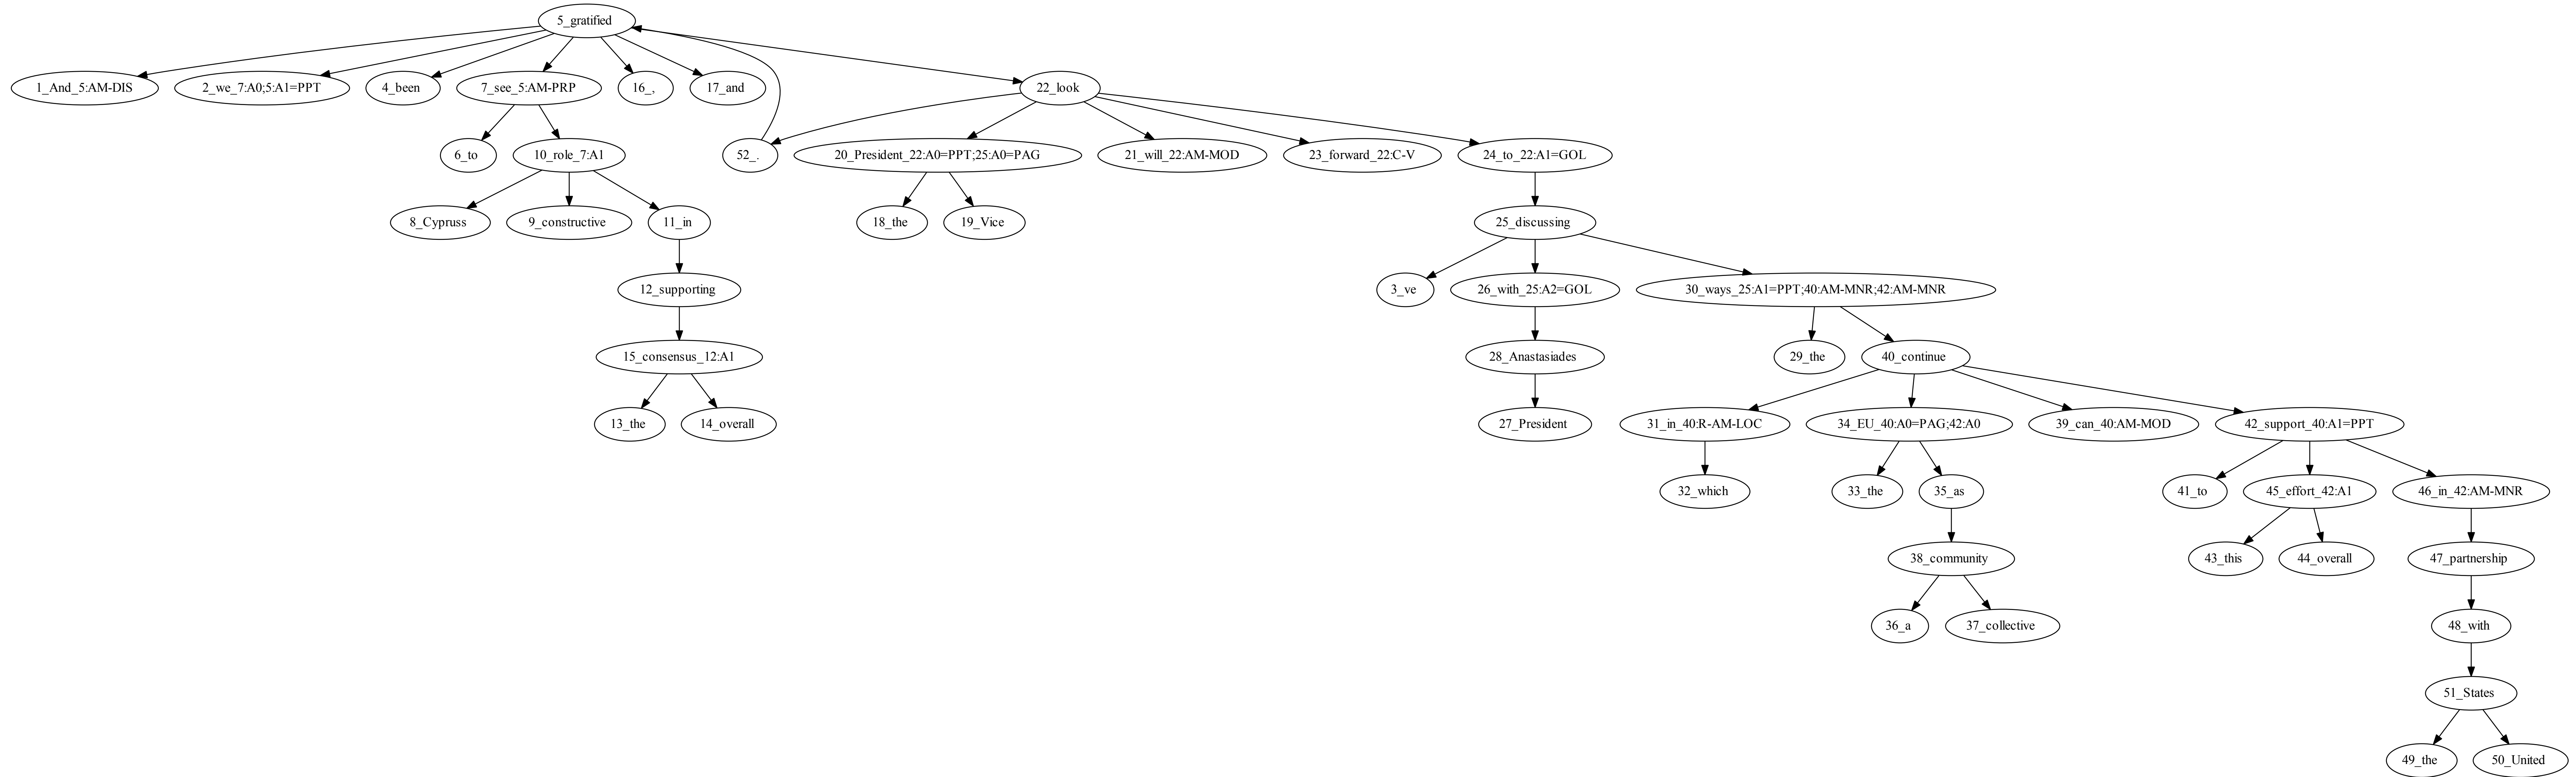 5_gratified
1_And_5:AM-DIS
2_we_7:A0;5:A1=PPT
4_been
7_see_5:AM-PRP
16_,
17_and
22_look
6_to
10_role_7:A1
52_.
20_President_22:A0=PPT;25:A0=PAG
21_will_22:AM-MOD
23_forward_22:C-V
24_to_22:A1=GOL
8_Cypruss
9_constructive
11_in
18_the
19_Vice
25_discussing
12_supporting
3_ve
26_with_25:A2=GOL
30_ways_25:A1=PPT;40:AM-MNR;42:AM-MNR
15_consensus_12:A1
28_Anastasiades
29_the
40_continue
13_the
14_overall
27_President
31_in_40:R-AM-LOC
34_EU_40:A0=PAG;42:A0
39_can_40:AM-MOD
42_support_40:A1=PPT
32_which
33_the
35_as
41_to
45_effort_42:A1
46_in_42:AM-MNR
38_community
43_this
44_overall
47_partnership
36_a
37_collective
48_with
51_States
49_the
50_United